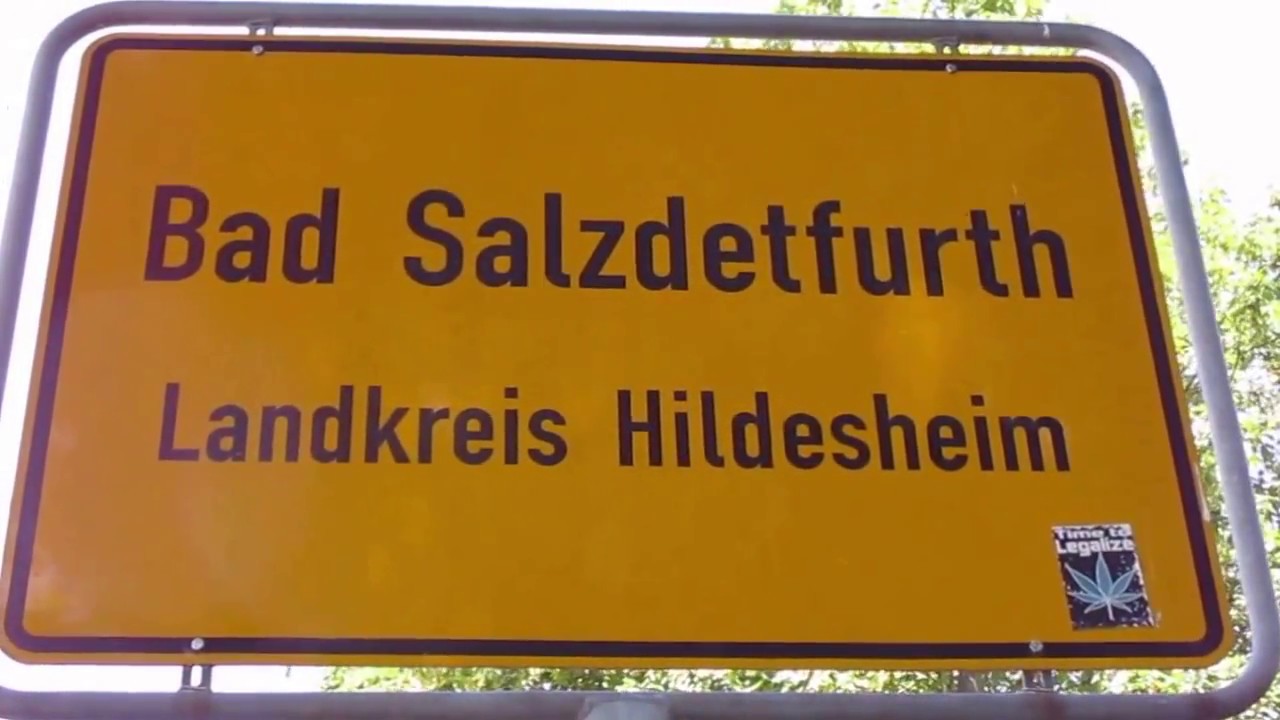 Bad Salzdetfurth
Landkreis Hildesheim
Time to
Legalize